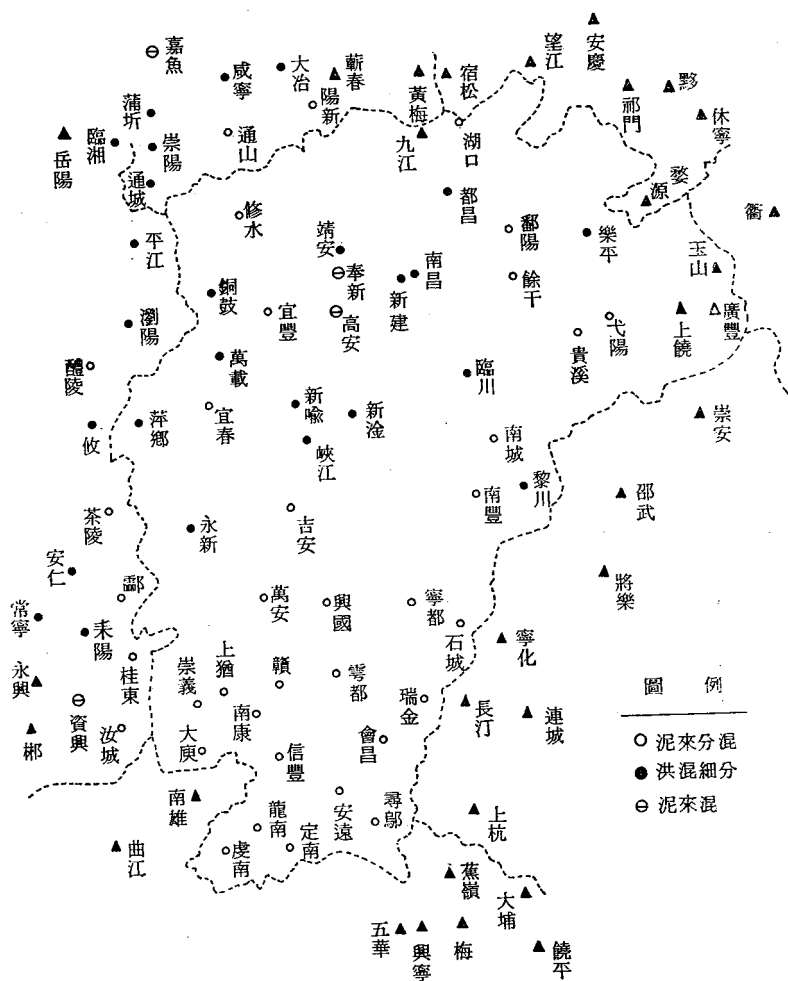 嘉魚
咸寧
大冶
陽新
蘄春
黃梅
宿松
望江
安慶
祁門
黟
休寧
蒲圻
臨湘
岳陽
崇陽
通山
通城
九江
湖口
婺源
衢
修水
都昌
鄱陽
樂平
平江
靖安
奉新
南昌
新建
餘干
玉山
銅鼓
宜豐
高安
弋陽
貴溪
上饒
廣豐
瀏陽
醴陵
萬載
臨川
攸
萍鄉
宜春
新喻
新淦
峽江
南城
崇安
南豐
黎川
邵武
茶陵
永新
吉安
安仁
酃
萬安
興國
寧都
石城
將樂
常寧
耒陽
寧化
永興
桂東
崇義
上猶
贛
雩都
瑞金
長汀
連城
郴
資興
汝城
大庾
南康
信豐
會昌
南雄
龍南
定南
安遠
尋鄔
上杭
曲江
虔南
蕉嶺
大埔
五華
興寧
梅
饒平
圖 例
泥來分混
洪混細分
泥來混